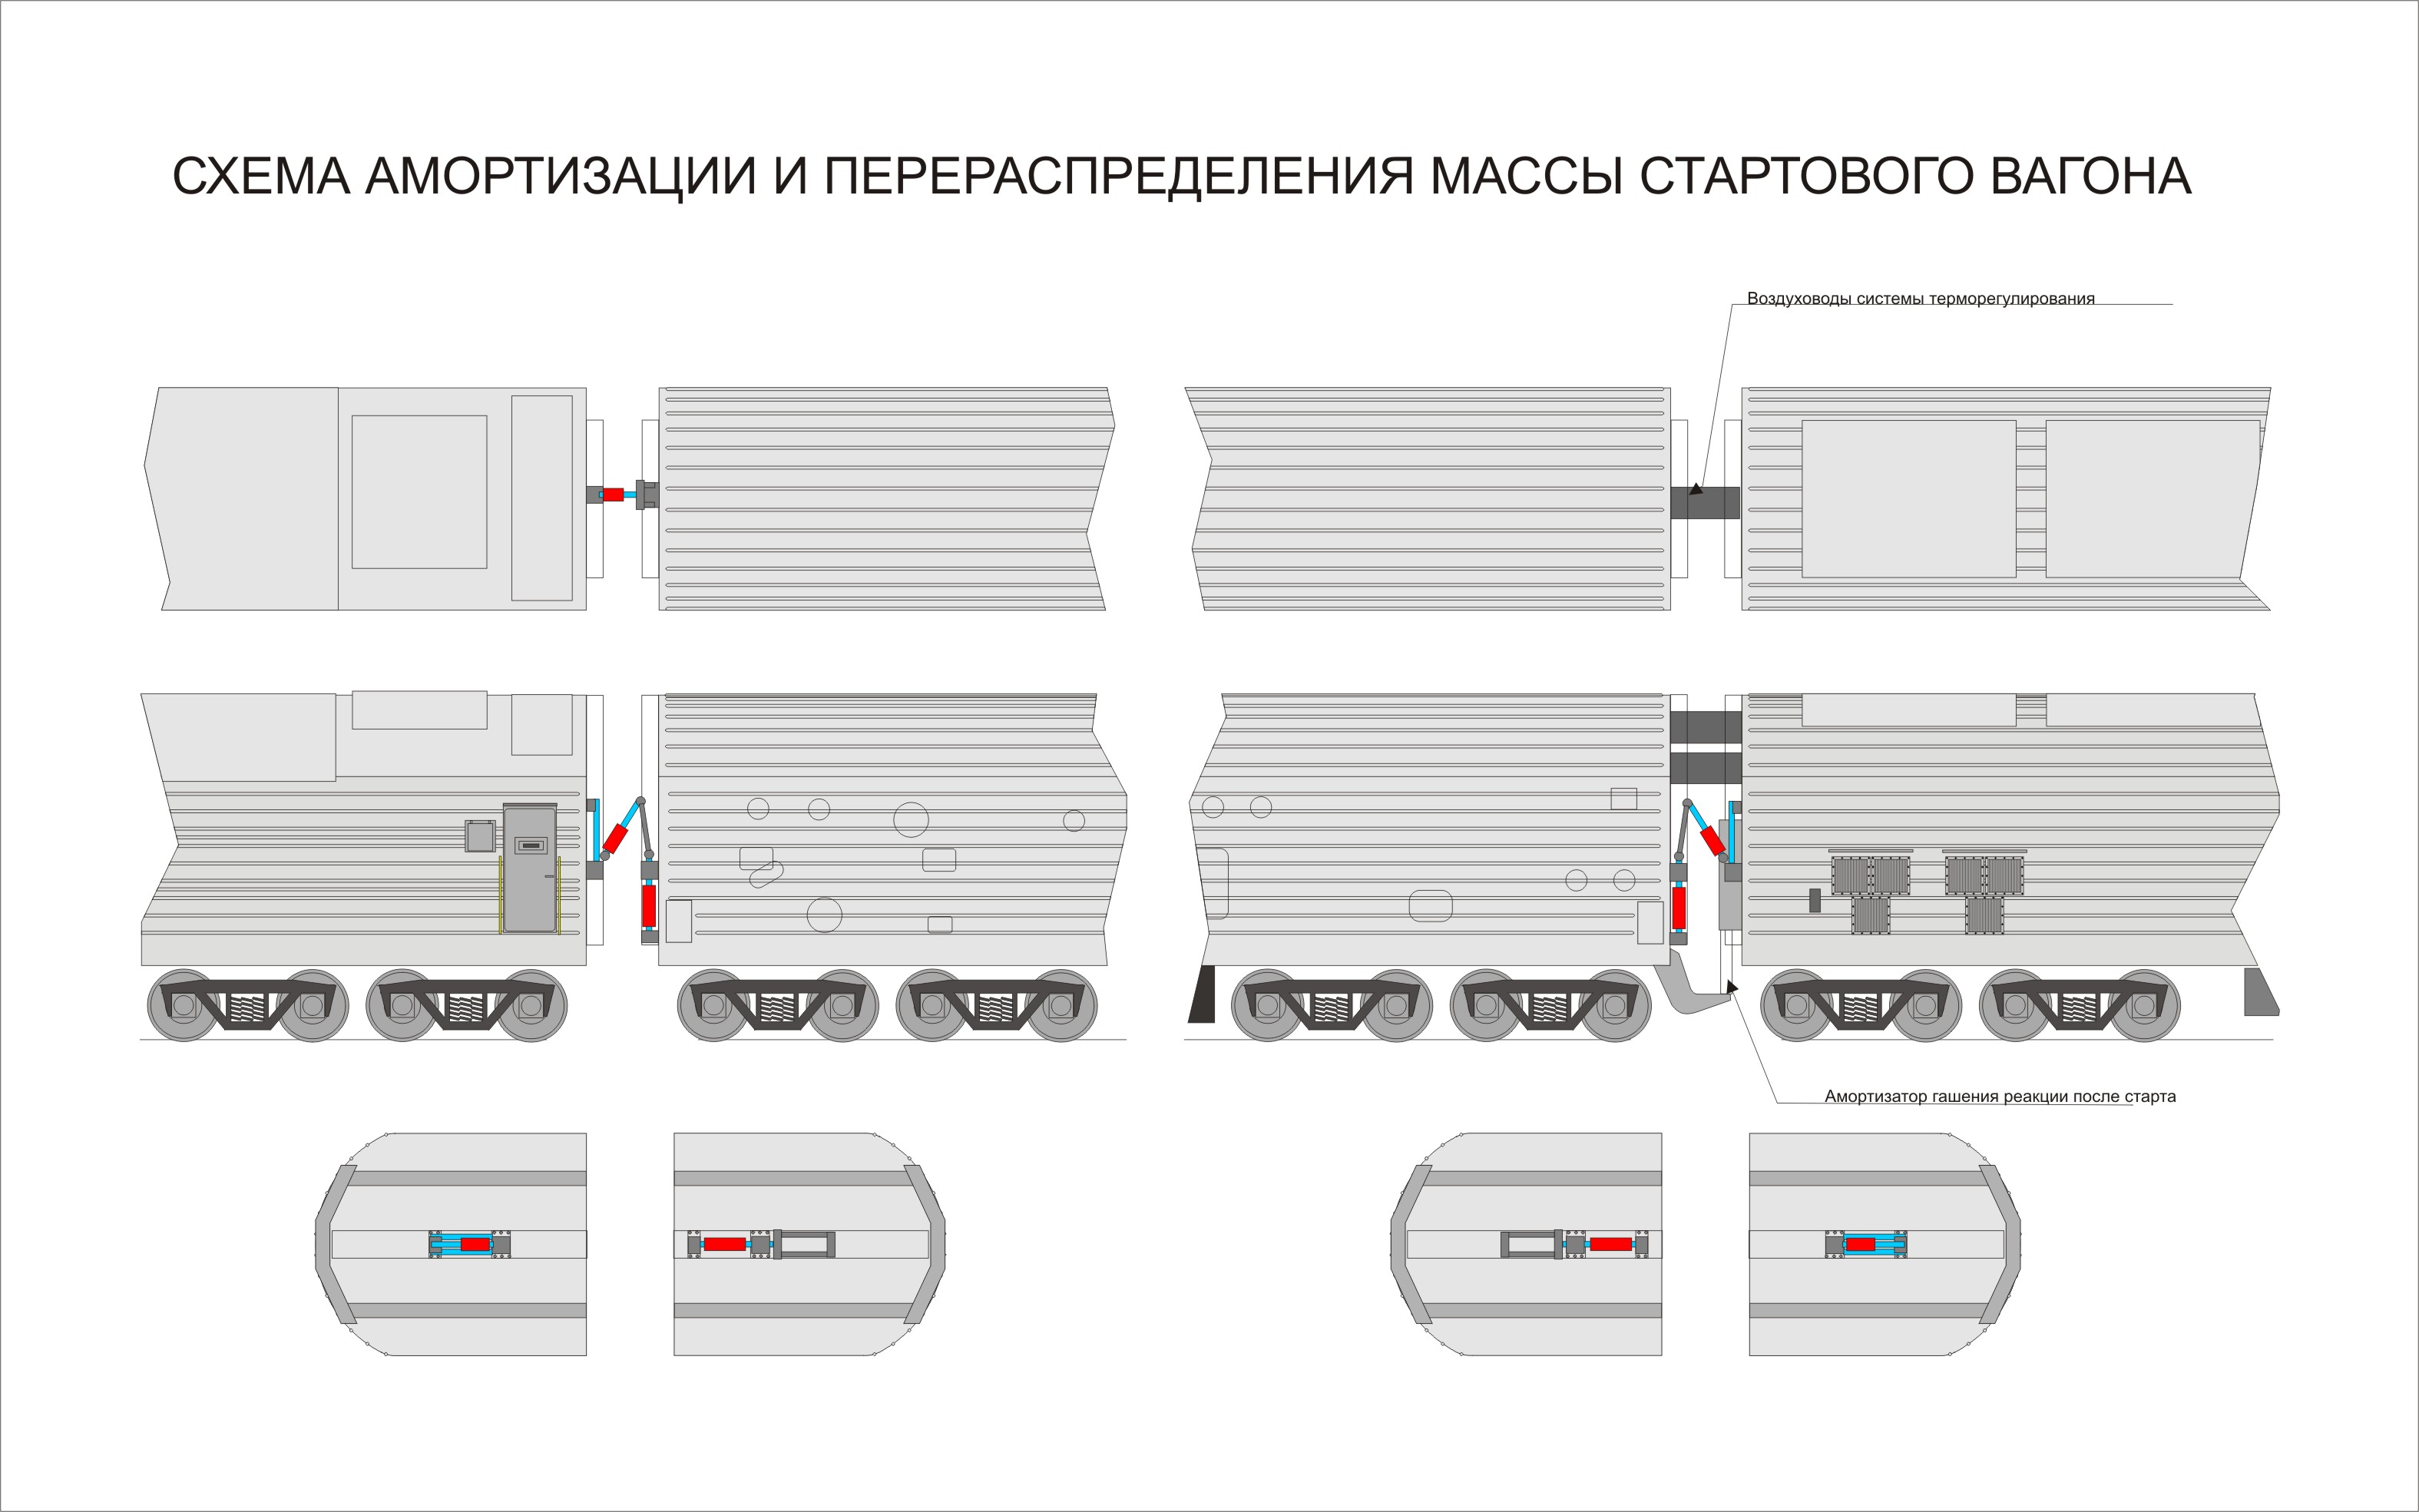 СХЕМА АМОРТИЗАЦИИ И ПЕРЕРАСПРЕДЕЛЕНИЯ МАССЫ СТАРТОВОГО ВАГОНА
Воздуховоды системы терморегулирования
Амортизатор гашения реакции после старта